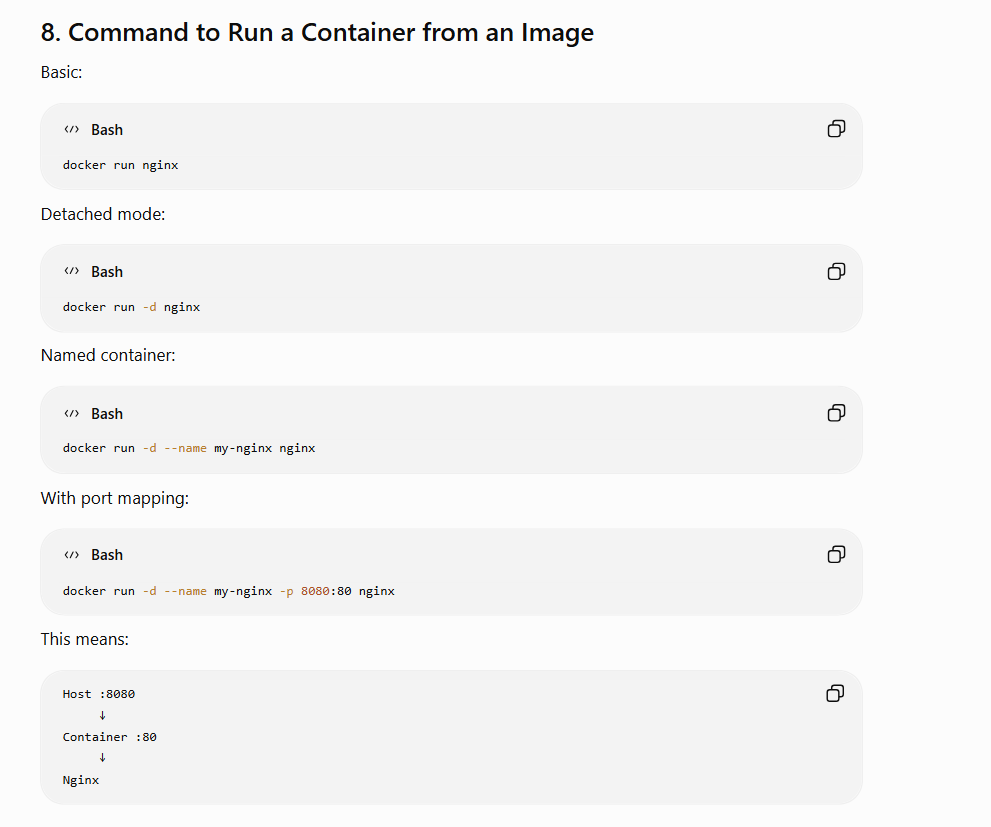 8. Command to Run a Container from an Image
Basic:
</> Bash
docker run nginx
Detached mode:
</> Bash
docker run -d nginx
Named container:
</> Bash
docker run -d --name my-nginx nginx
With port mapping:
</> Bash
docker run -d --name my-nginx -p 8080:80 nginx
This means:
Host :8080
↓
Container :80
↓
Nginx